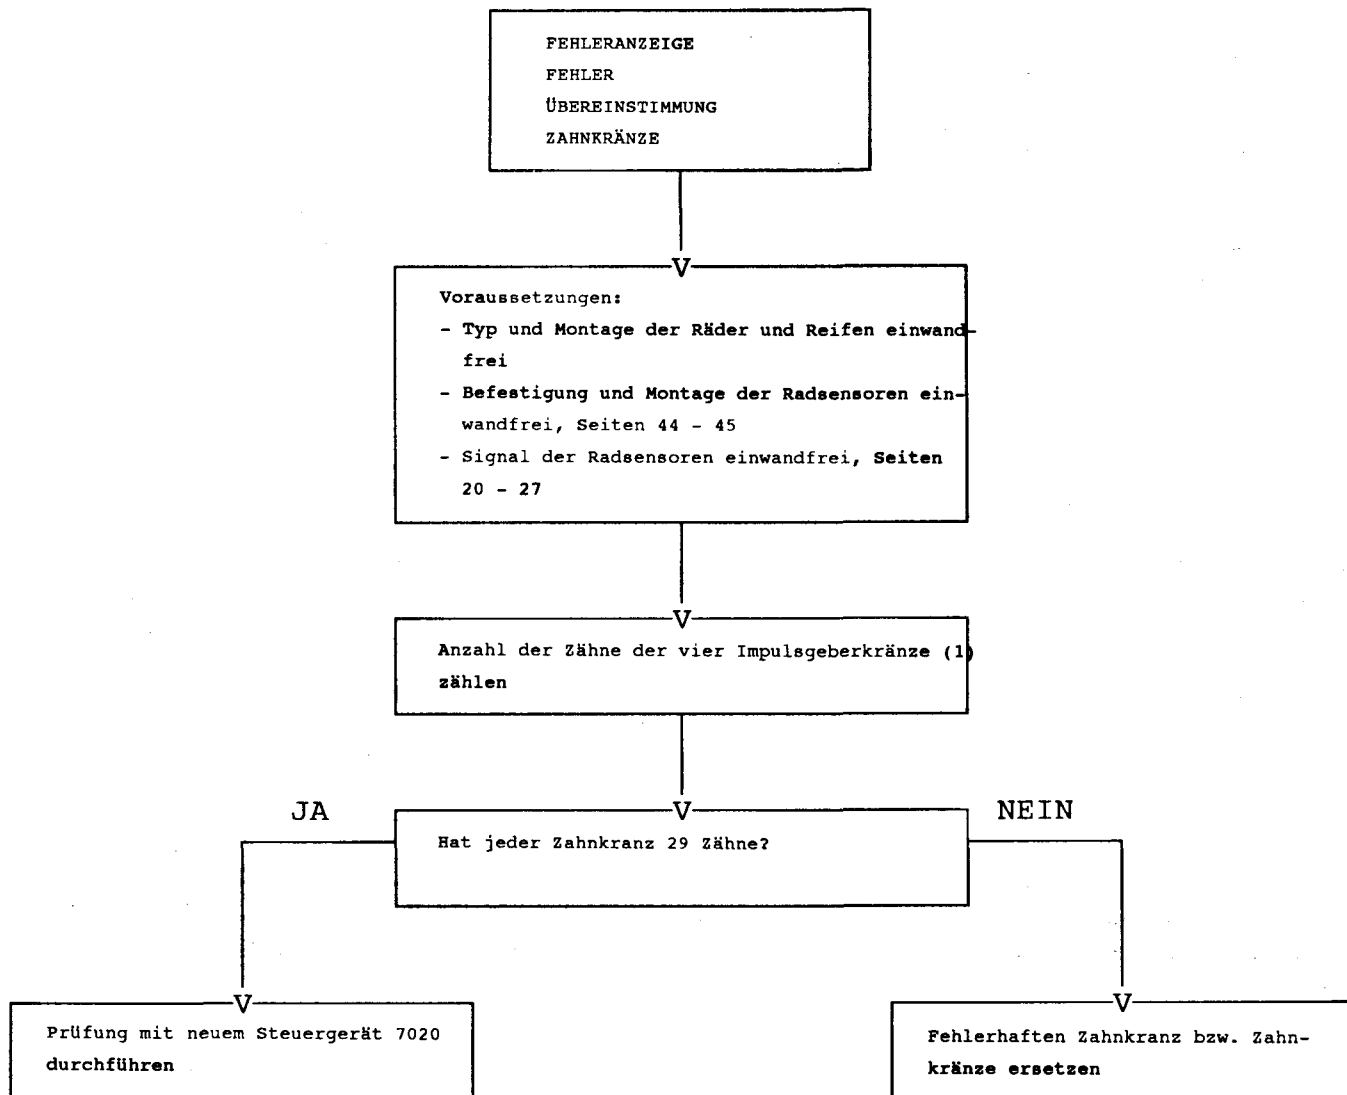 FEHLERANZEIGE
FEHLER
ÜBEREINSTIMMUNG
ZAHNKRÄNZE
V
Voraussetzungen:
- Typ und Montage der Räder und Reifen einwand-
frei
- Befestigung und Montage der Radsensoren ein-
wandfrei, Seiten 44 - 45
- Signal der Radsensoren einwandfrei, Seiten
20 - 27
V
Anzahl der Zähne der vier Impulsgeberkränze (1)
zählen
V
JA
NEIN
Hat jeder Zahnkranz 29 Zähne?
V
Prüfung mit neuem Steuergerät 7020
durchführen
V
Fehlerhaften Zahnkranz bzw. Zahn-
kränze ersetzen